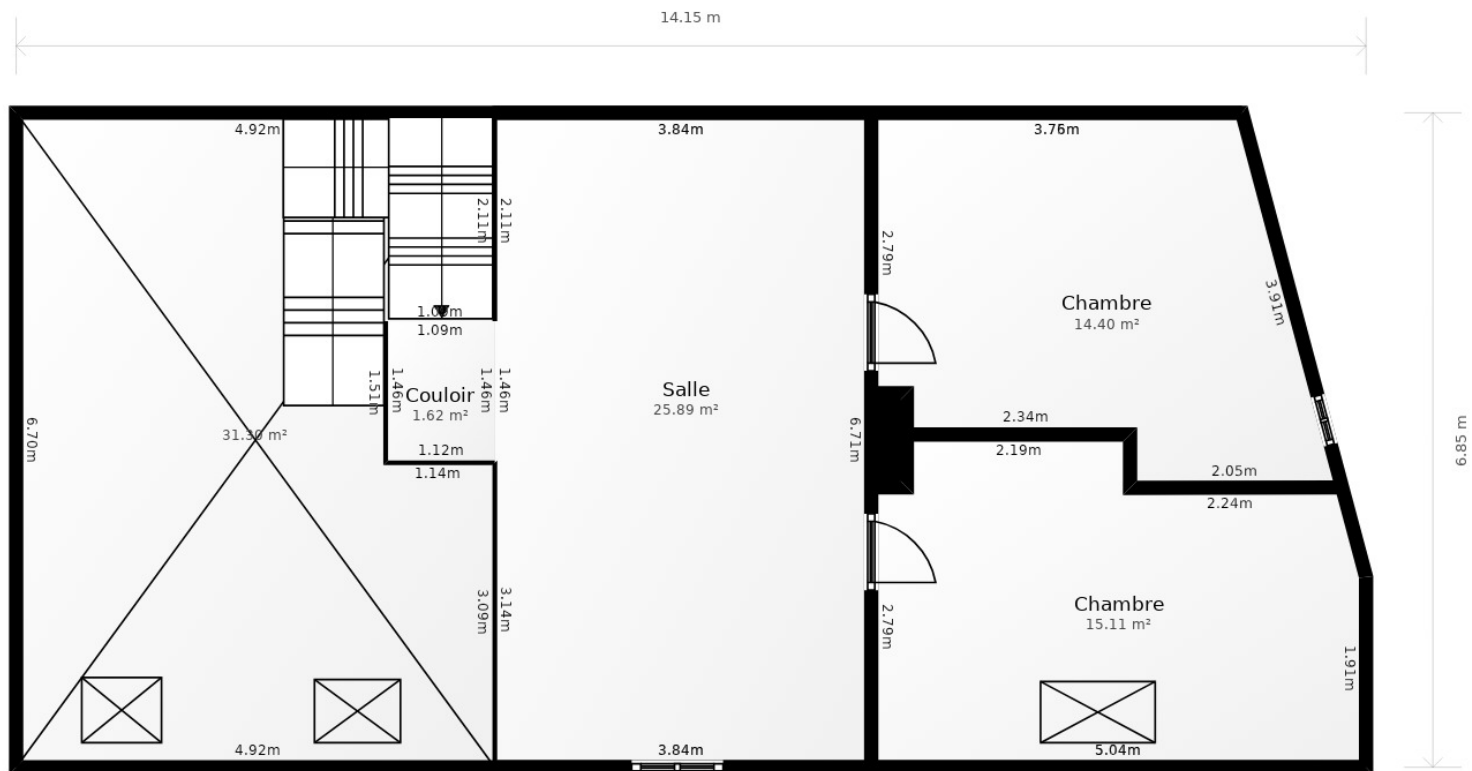 14.15 m
4.92m
3.84m
3.76m
2.11m
2.11m
2.79m
3.91m
Chambre
14.40 m²
1.09m
1.09m
1.51m
1.46m
Couloir
1.62 m²
1.46m
1.46m
Salle
25.89 m²
6.70m
31.30 m²
6.71m
2.34m
6.85 m
1.12m
1.14m
2.19m
2.05m
2.24m
3.09m
3.14m
2.79m
Chambre
15.11 m²
1.91m
4.92m
3.84m
5.04m